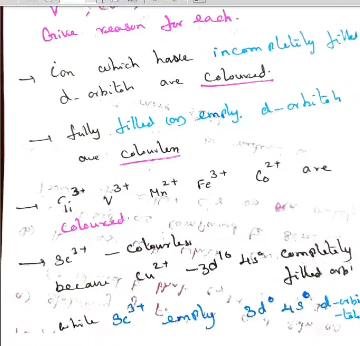 Give reason for each.
→ ion which have incompletely filled
d-orbitals are coloured.
→ fully filled (or) empty d-orbitals
are colourless
→ Ti3+ V3+ Mn2+ Fe3+ Co2+ are
coloured
→ Sc3+ - colourless
because Cu2+ - 3d10 4s0 completely
filled orbi
while Sc3+ empty 3d0 4s0 d-orbi
-tals